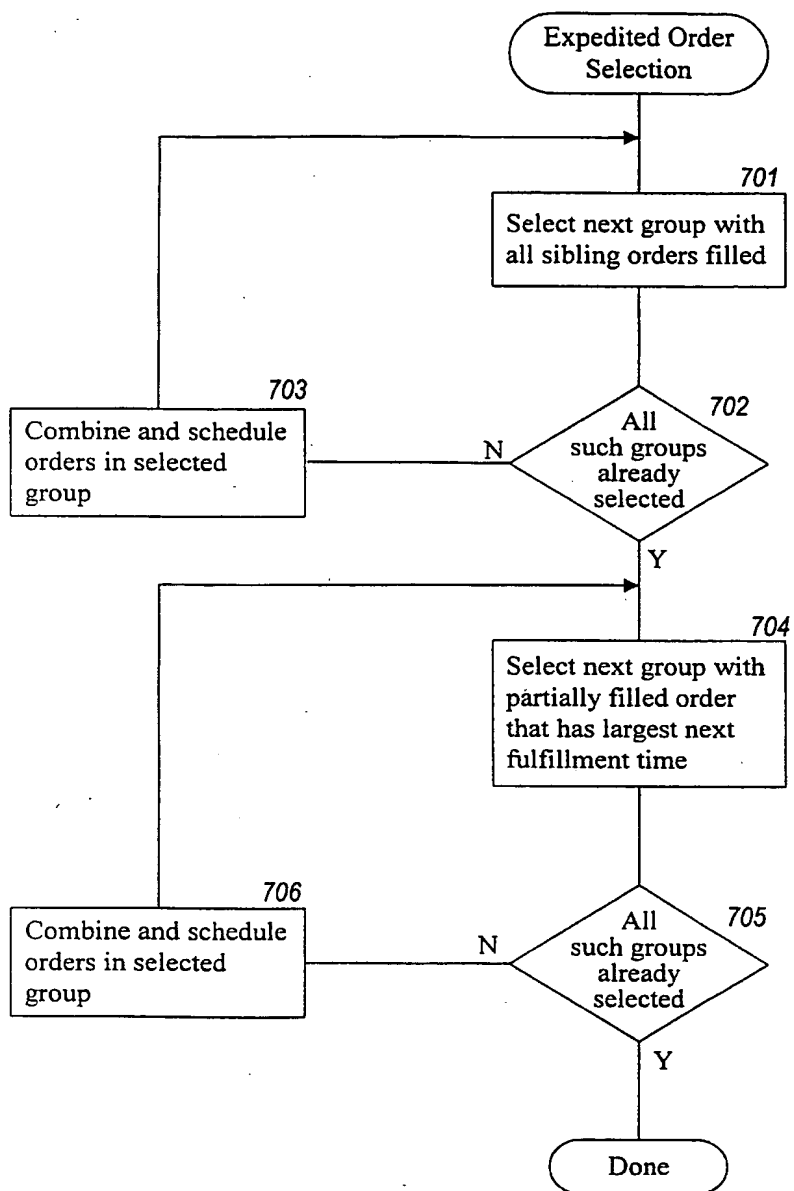 Expedited Order
Selection
701
Select next group with
all sibling orders filled
703
Combine and schedule
orders in selected
group
702
All
such groups
already
selected
N
Y
704
Select next group with
partially filled order
that has largest next
fulfillment time
706
Combine and schedule
orders in selected
group
705
All
such groups
already
selected
N
Y
Done